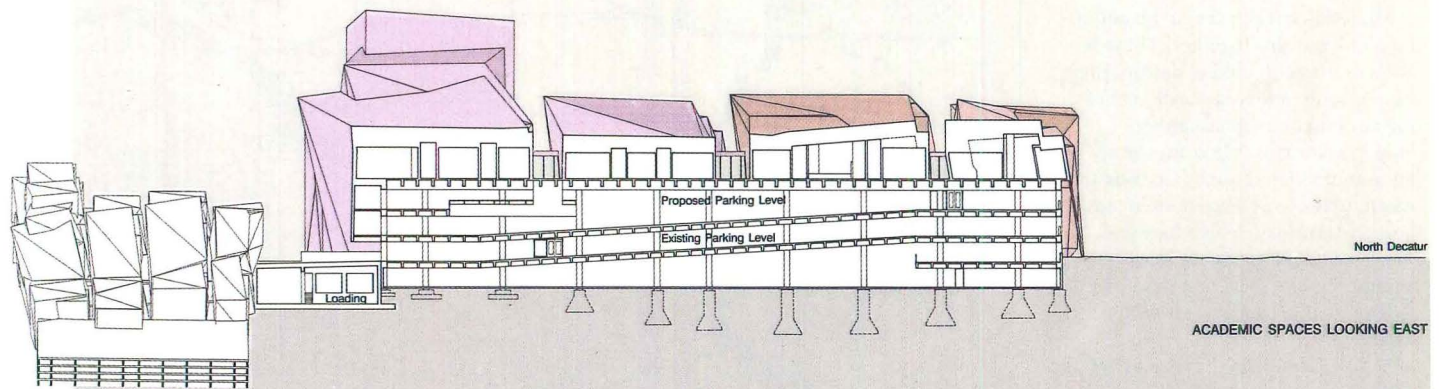 Proposed Parking Level
Existing Parking Level
North Decatur
Loading
ACADEMIC SPACES LOOKING EAST